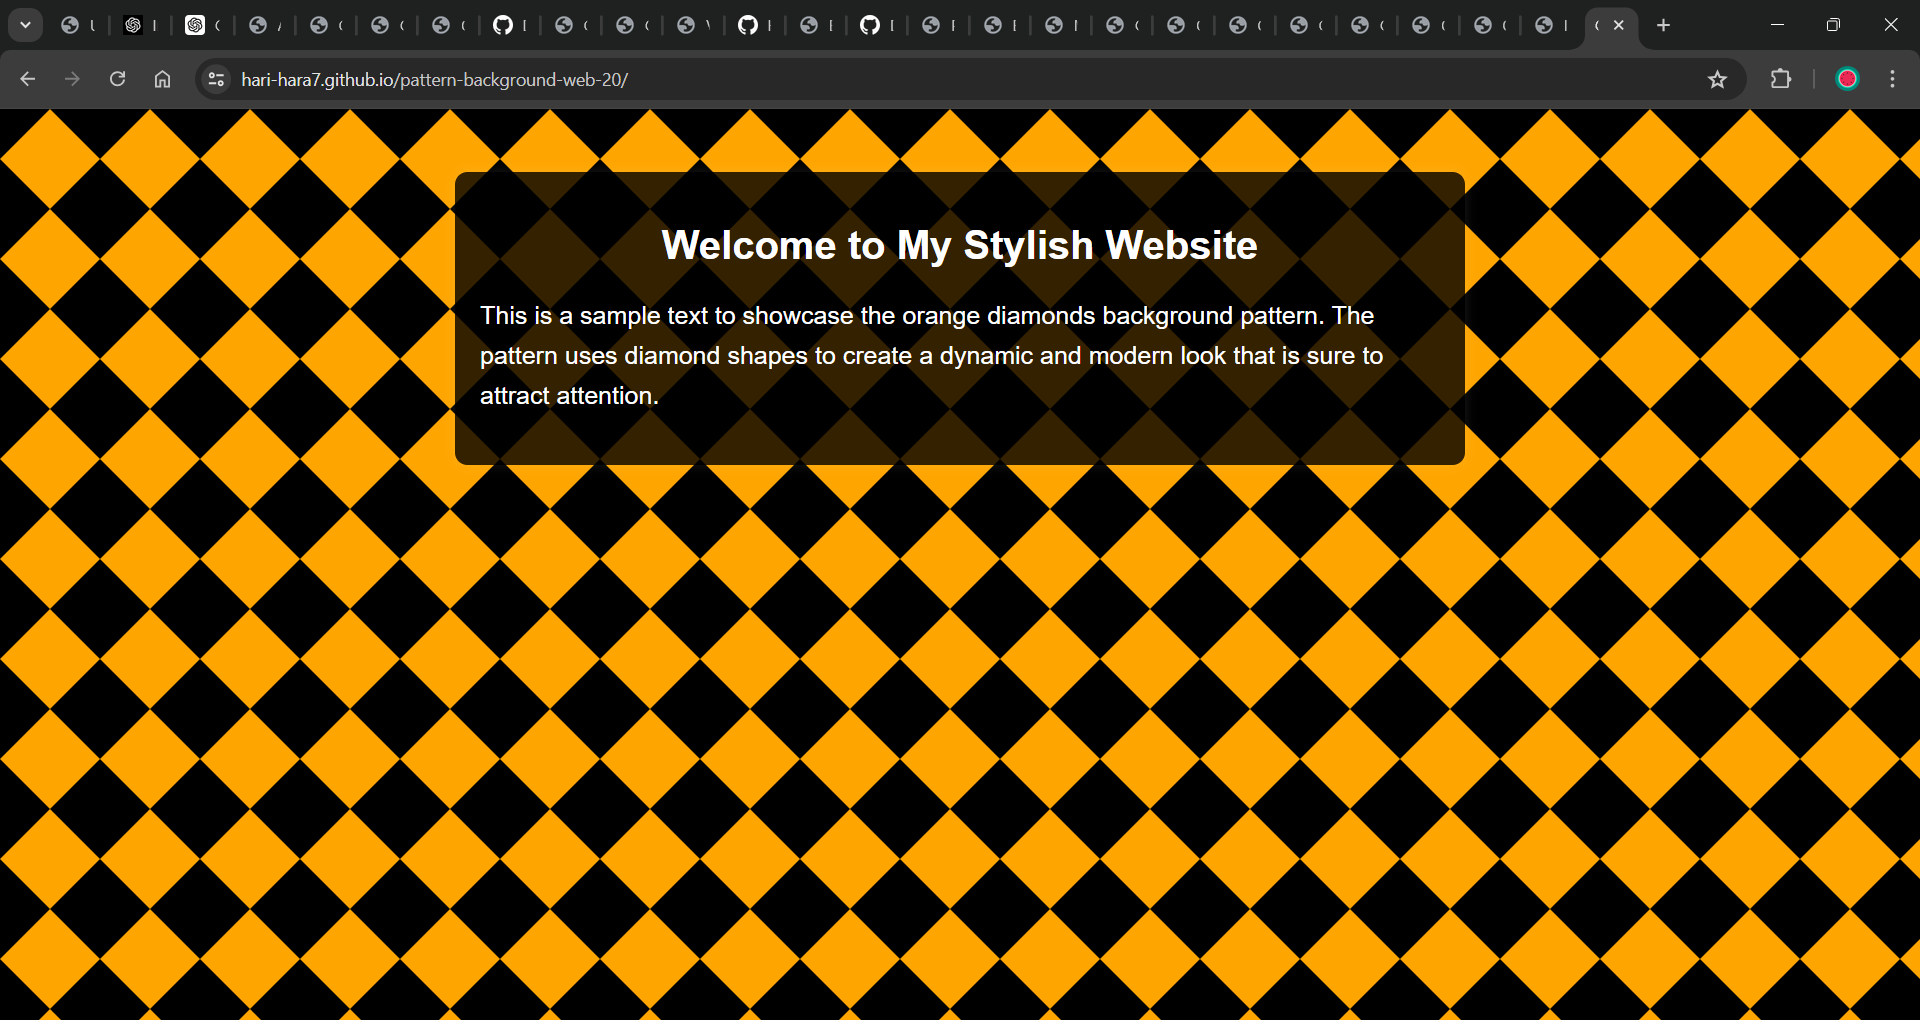 hari-hara7.github.io/pattern-background-web-20/
Welcome to My Stylish Website
This is a sample text to showcase the orange diamonds background pattern. The
pattern uses diamond shapes to create a dynamic and modern look that is sure to
attract attention.